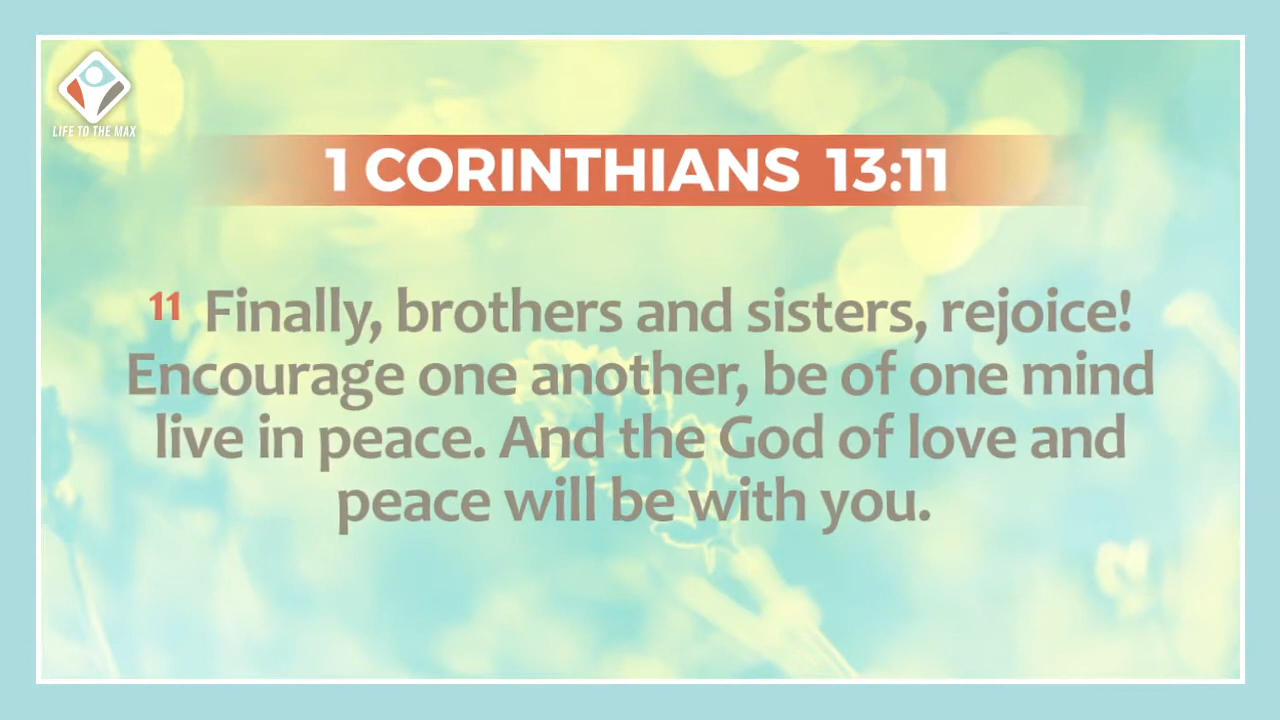 LIFE TO THE MAX
1 CORINTHIANS 13:11
11 Finally, brothers and sisters, rejoice!
Encourage one another, be of one mind
live in peace. And the God of love and
peace will be with you.